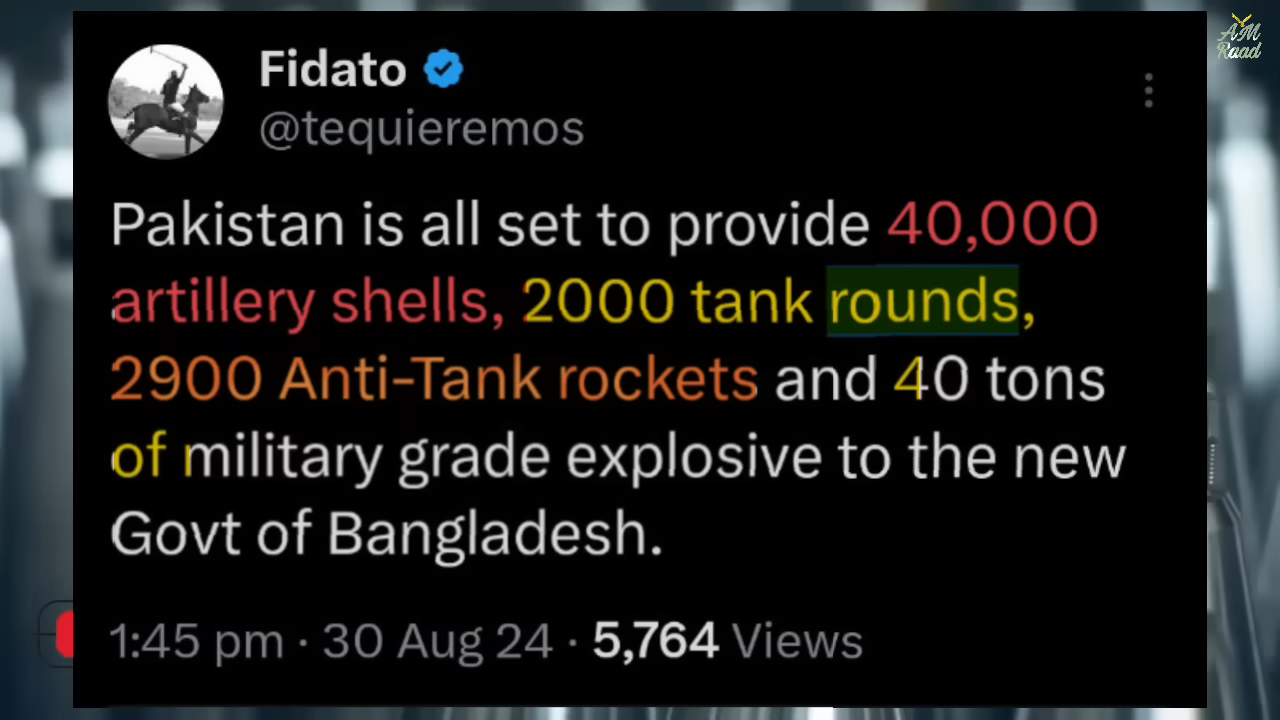 AM
Raad
Fidato
@tequieremos
Pakistan is all set to provide 40,000
artillery shells, 2000 tank rounds,
2900 Anti-Tank rockets and 40 tons
of military grade explosive to the new
Govt of Bangladesh.
1:45 pm · 30 Aug 24 · 5,764 Views